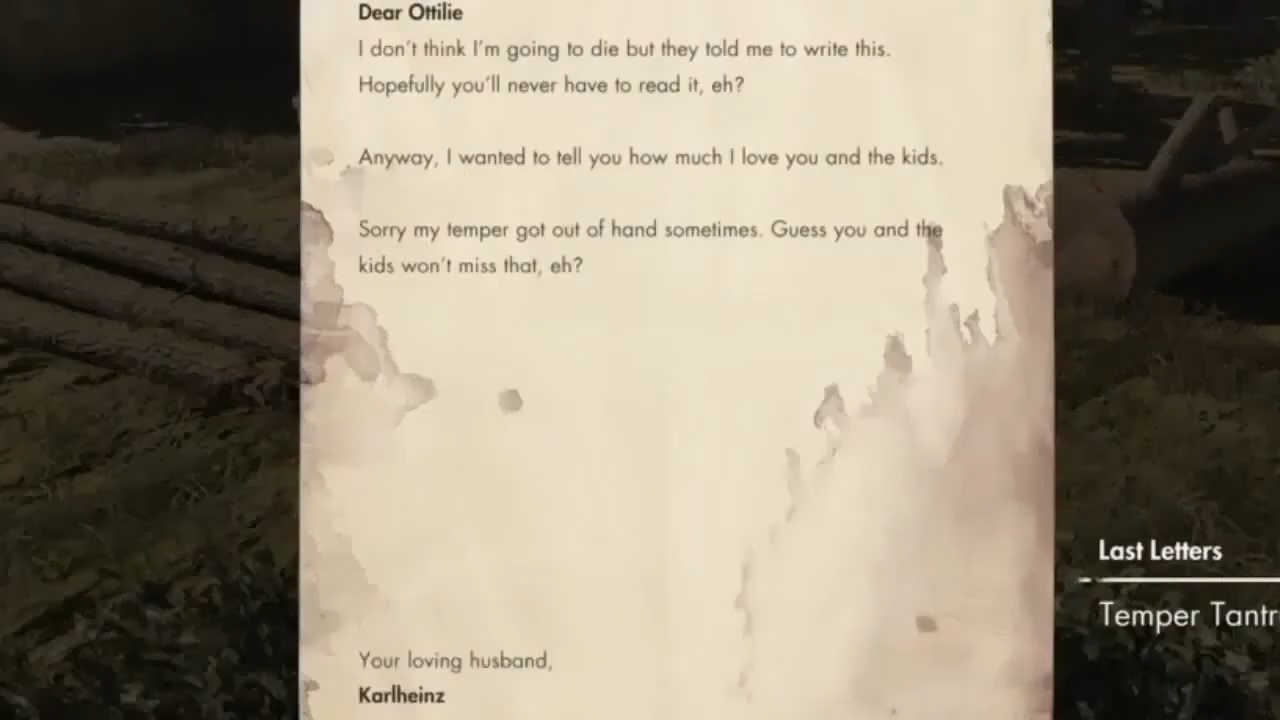 Dear Ottilie
I don't think I'm going to die but they told me to write this.
Hopefully you'll never have to read it, eh?
Anyway, I wanted to tell you how much I love you and the kids.
Sorry my temper got out of hand sometimes. Guess you and the
kids won't miss that, eh?
Your loving husband,
Karlheinz
Last Letters
Temper Tantr